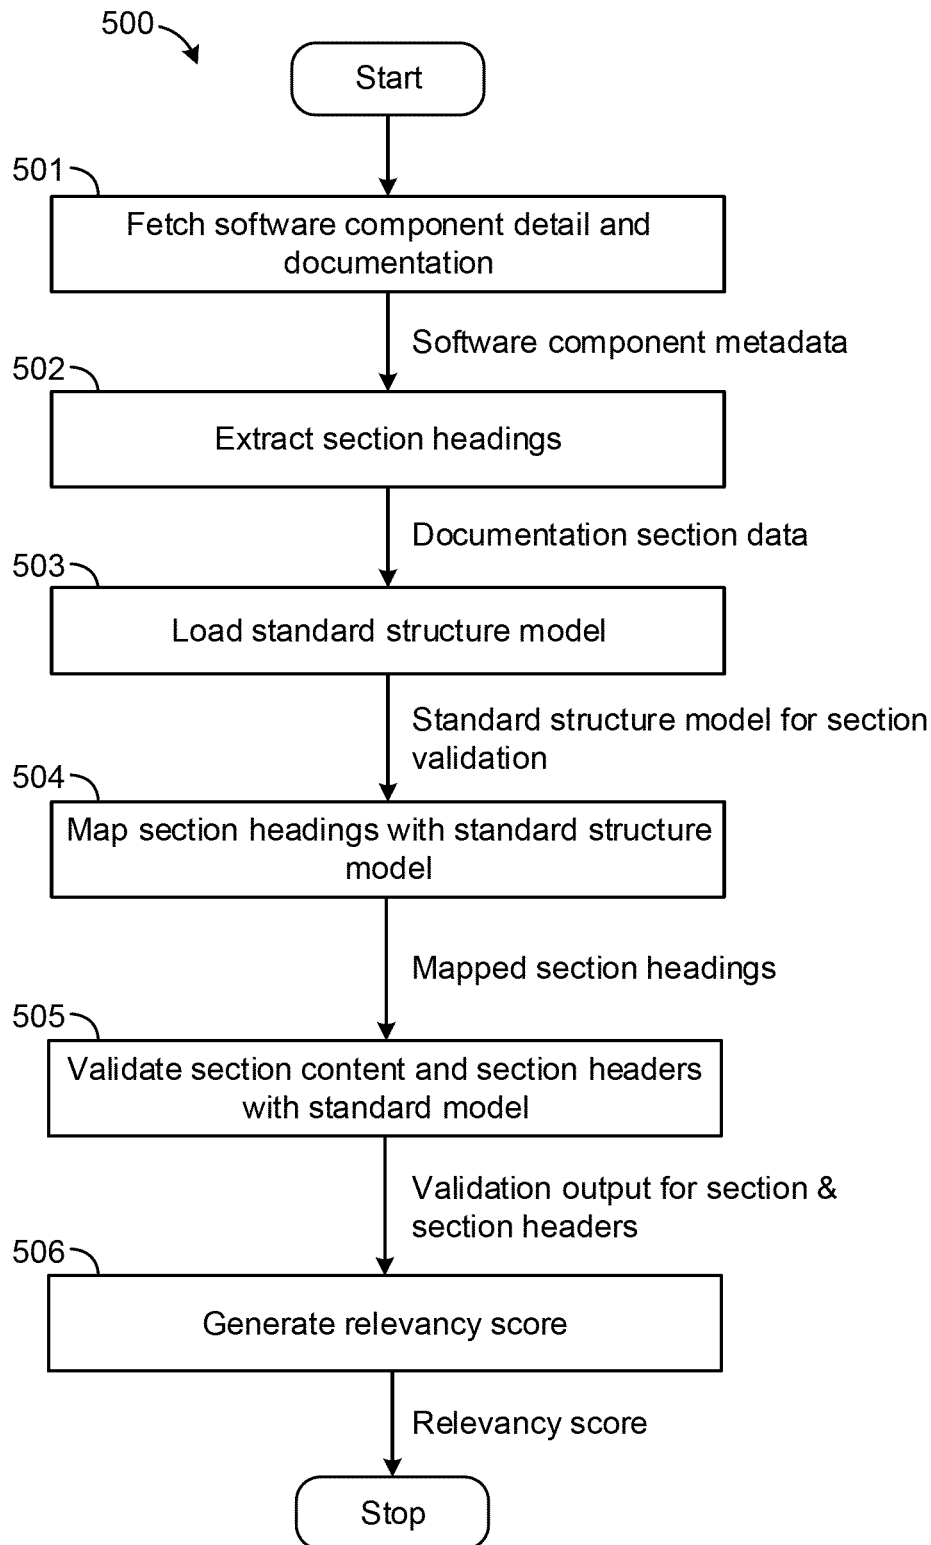 500
Start
501
Fetch software component detail and
documentation
Software component metadata
502
Extract section headings
Documentation section data
503
Load standard structure model
Standard structure model for section
validation
504
Map section headings with standard structure
model
Mapped section headings
505
Validate section content and section headers
with standard model
Validation output for section &
section headers
506
Generate relevancy score
Relevancy score
Stop